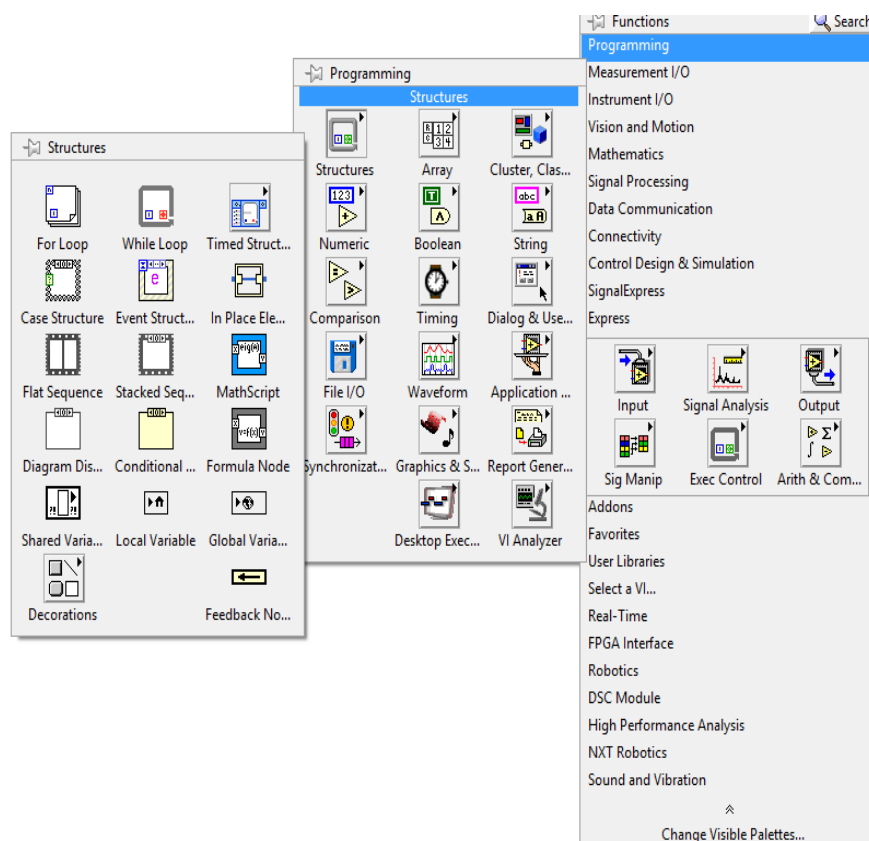 Structures
For Loop While Loop Timed Struct...
Case Structure Event Struct... In Place Ele...
Flat Sequence Stacked Seq... MathScript
Diagram Dis... Conditional ... Formula Node
Shared Varia... Local Variable Global Varia...
Decorations Feedback No...
Programming
Structures
Structures Array Cluster, Clas...
Numeric Boolean String
Comparison Timing Dialog & Use...
File I/O Waveform Application ...
Synchronizat... Graphics & S... Report Gener...
Desktop Exec... VI Analyzer
Functions Search
Programming
Measurement I/O
Instrument I/O
Vision and Motion
Mathematics
Signal Processing
Data Communication
Connectivity
Control Design & Simulation
SignalExpress
Express
Input Signal Analysis Output
Sig Manip Exec Control Arith & Com...
Addons
Favorites
User Libraries
Select a VI...
Real-Time
FPGA Interface
Robotics
DSC Module
High Performance Analysis
NXT Robotics
Sound and Vibration
Change Visible Palettes...